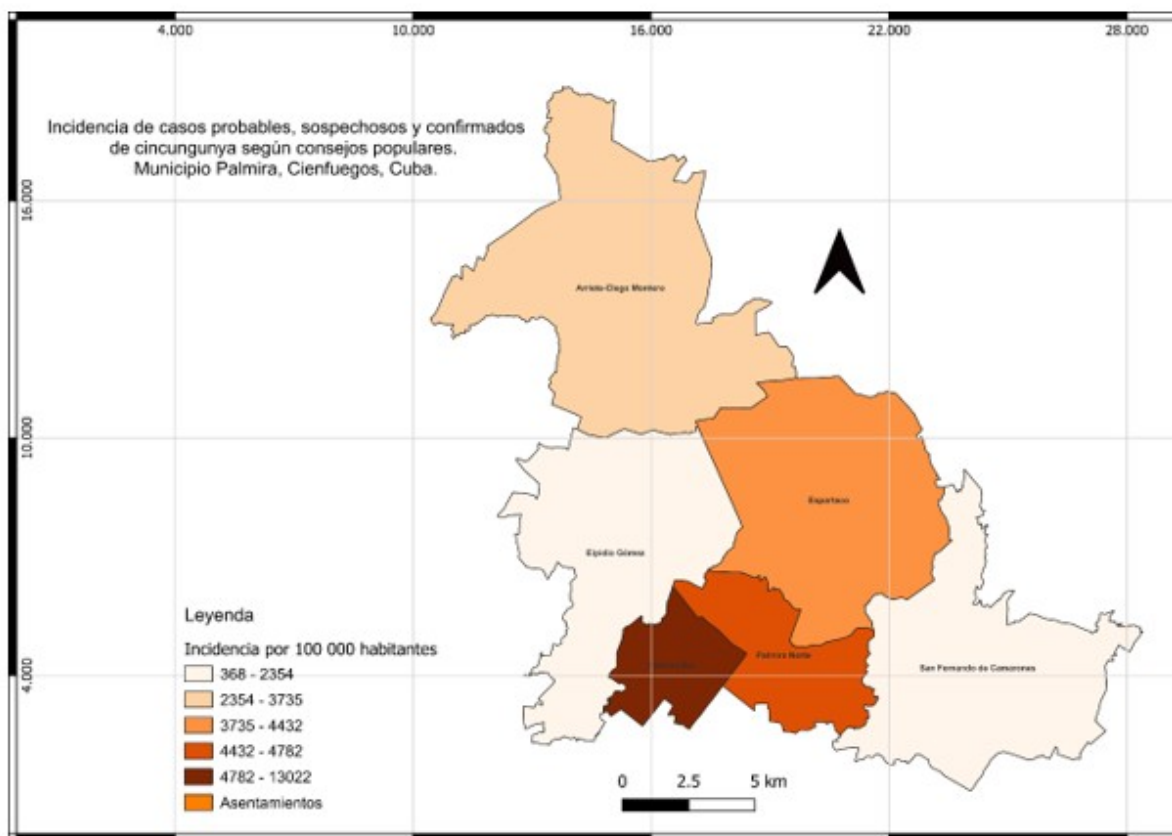 4.000 10.000 16.000 22.000 28.000
Incidencia de casos probables, sospechosos y confirmados
de cincungunya según consejos populares.
Municipio Palmira, Cienfuegos, Cuba.
16.000
Arriete-Ciego Montero
10.000
Espartaco
Elpidio Gómez
Palmira Norte
San Fernando de Camarones
4.000
Leyenda
Incidencia por 100 000 habitantes
368 - 2354
2354 - 3735
3735 - 4432
4432 - 4782
4782 - 13022
Asentamientos
0 2.5 5 km